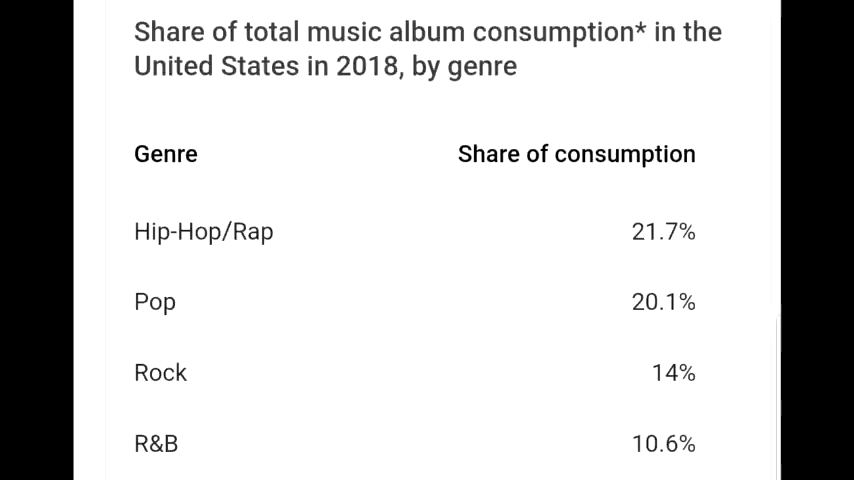 Share of total music album consumption* in the
United States in 2018, by genre
Genre Share of consumption
Hip-Hop/Rap 21.7%
Pop 20.1%
Rock 14%
R&B 10.6%